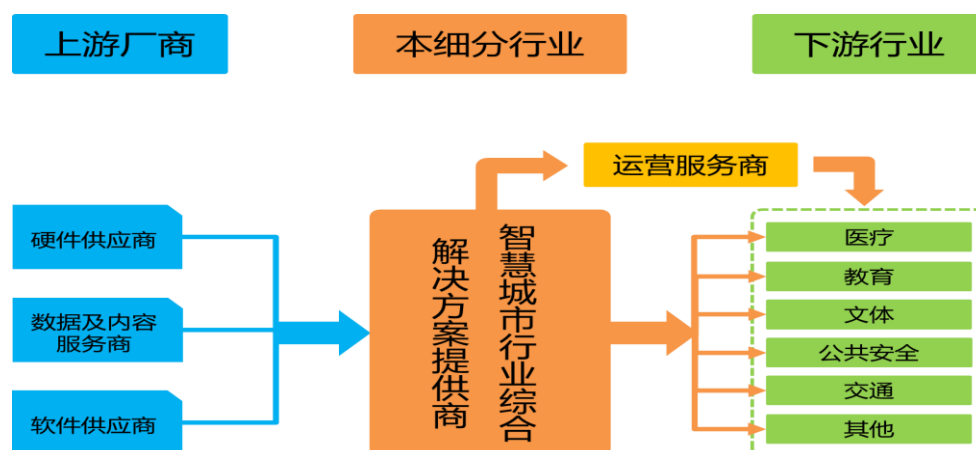 上游厂商
本细分行业
下游行业
运营服务商
硬件供应商
数据及内容
服务商
软件供应商
智慧城市行业综合
解决方案提供商
医疗
教育
文体
公共安全
交通
其他